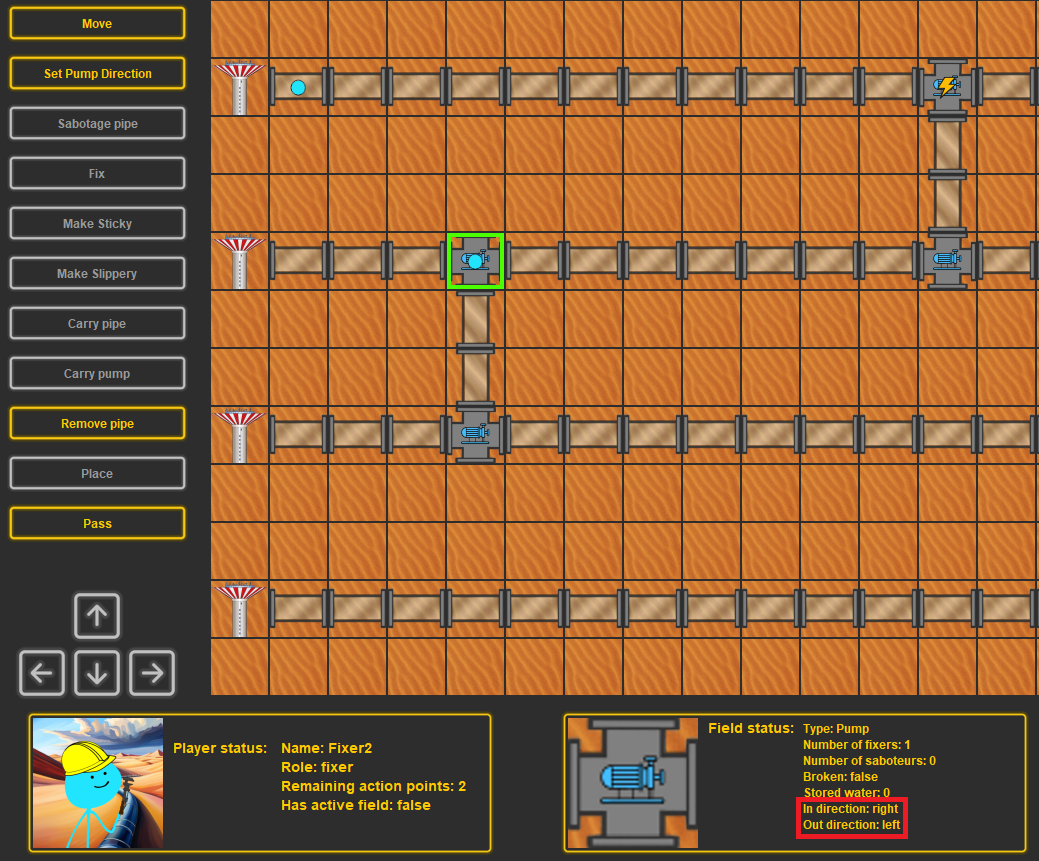 Move
Set Pump Direction
Sabotage pipe
Fix
Make Sticky
Make Slippery
Carry pipe
Carry pump
Remove pipe
Place
Pass
Player status:
Name: Fixer2
Role: fixer
Remaining action points: 2
Has active field: false
Field status:
Type: Pump
Number of fixers: 1
Number of saboteurs: 0
Broken: false
Stored water: 0
In direction: right
Out direction: left